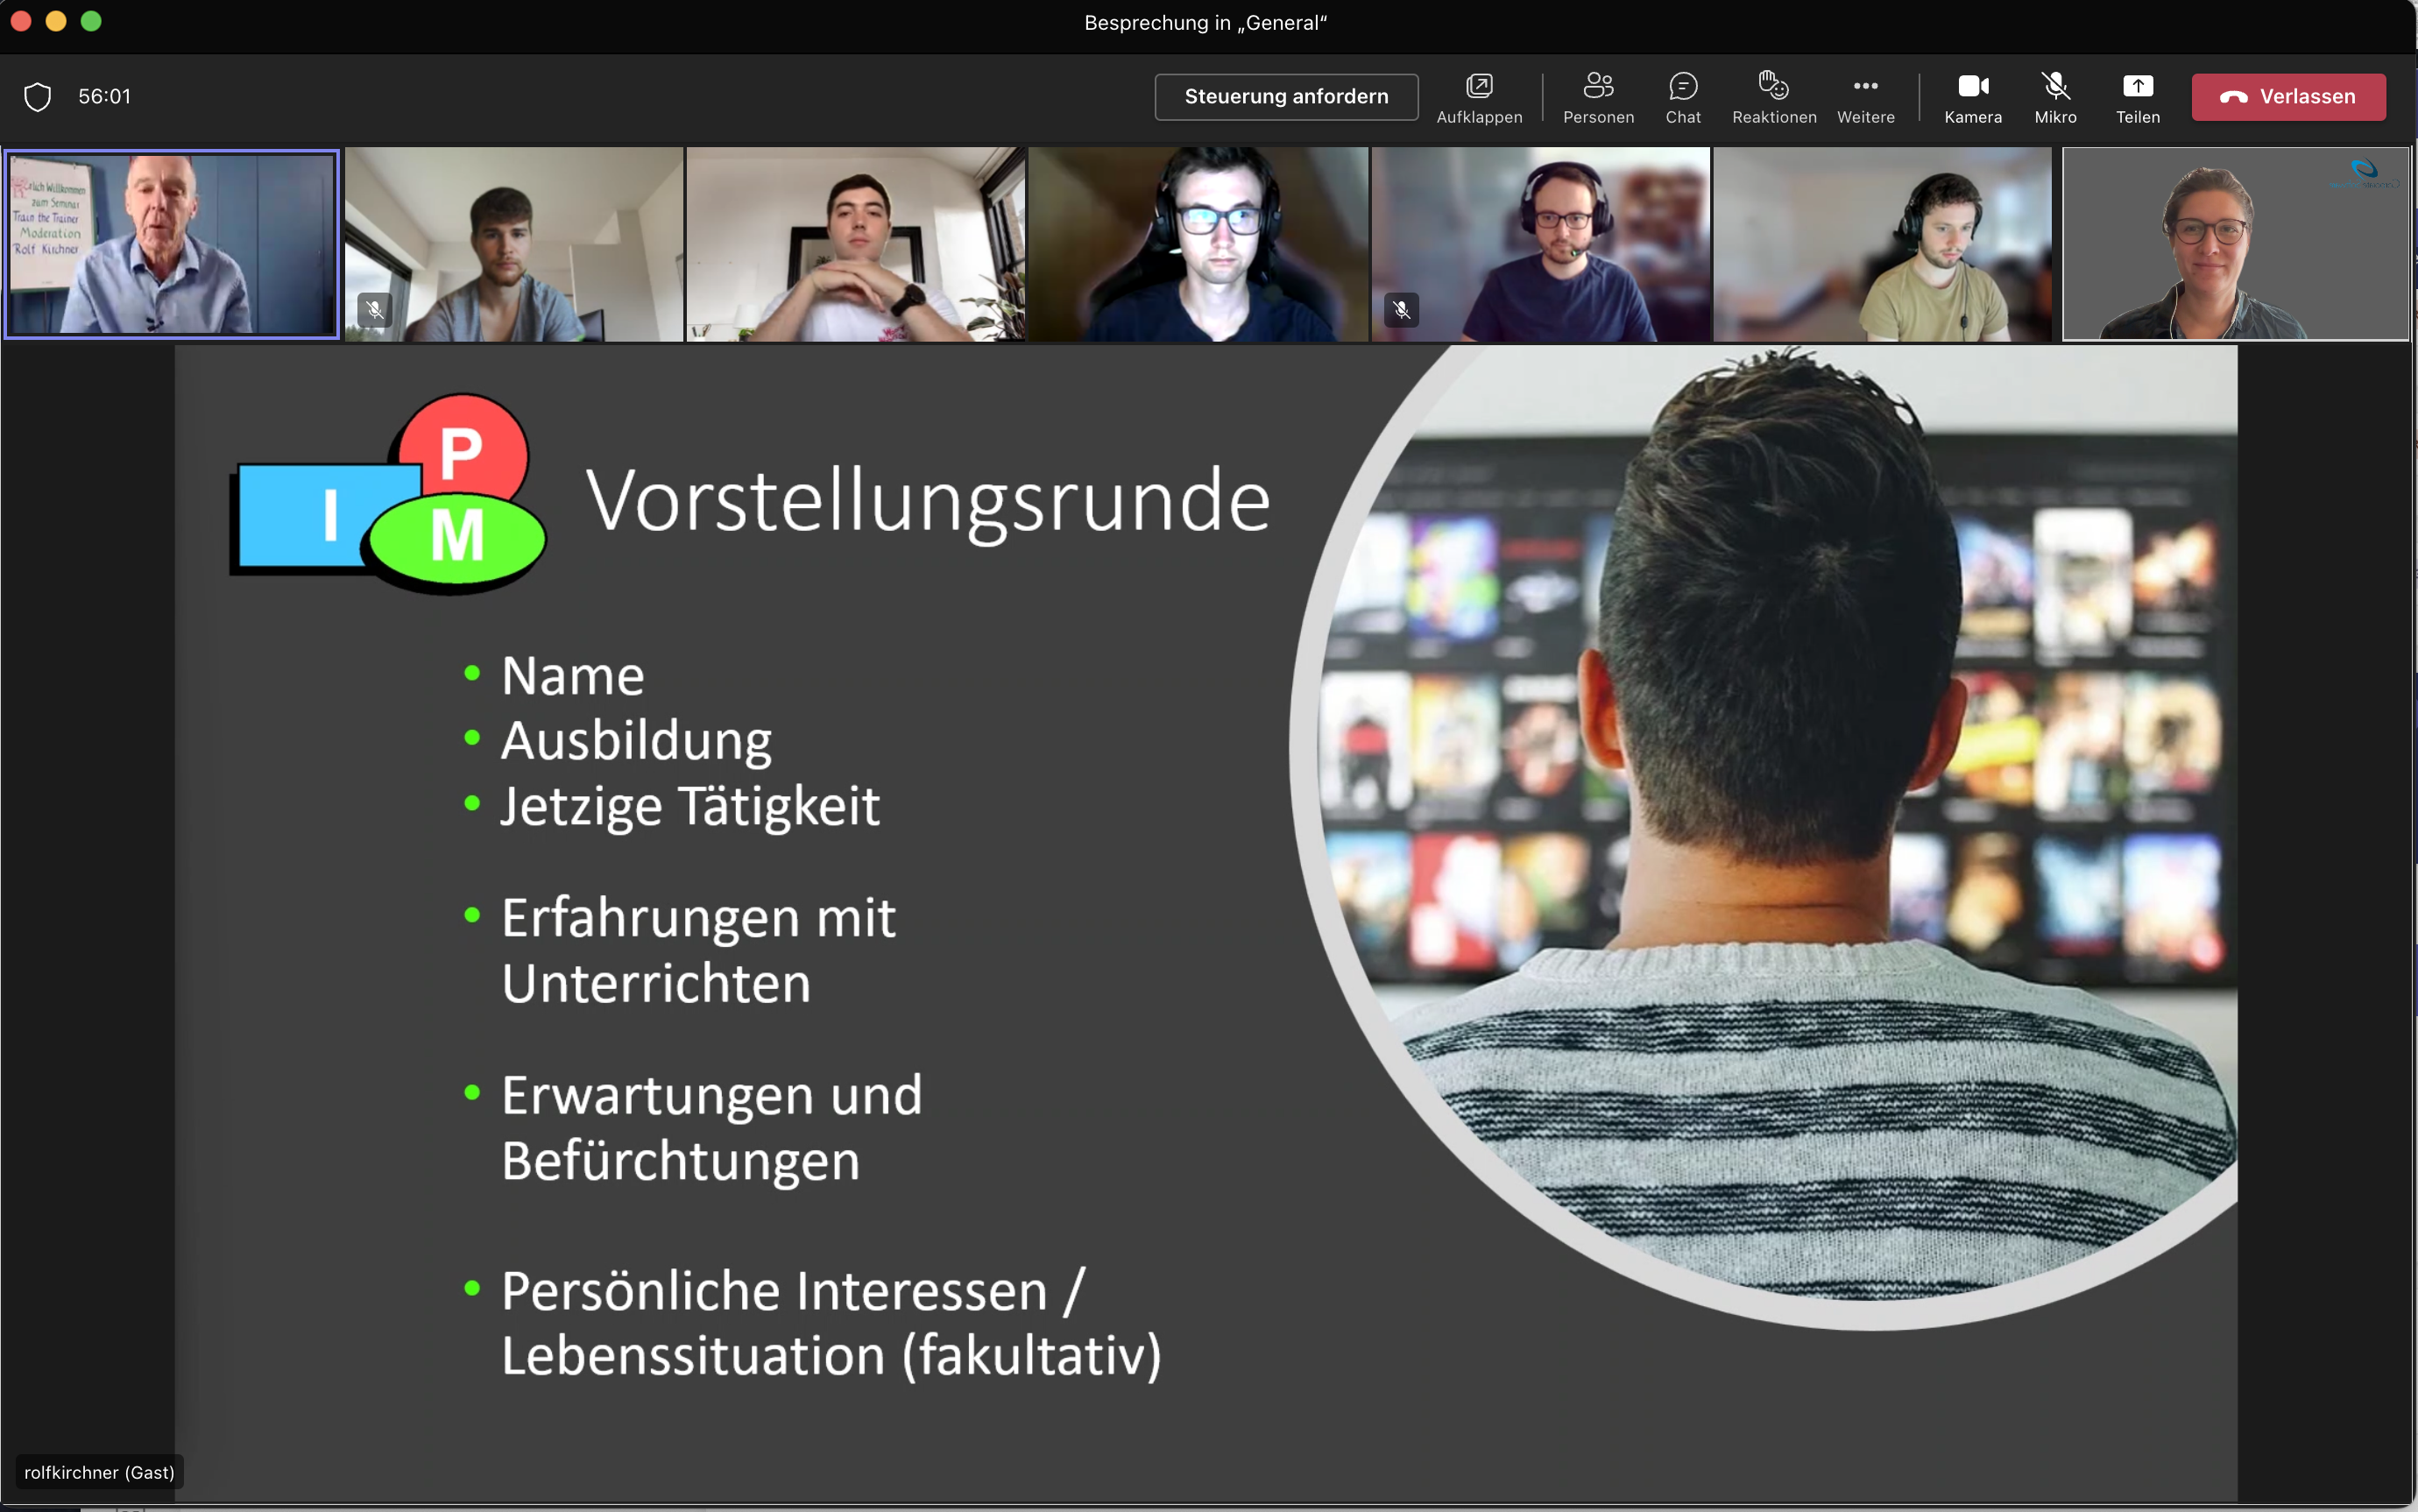 Besprechung in „General“
56:01
Steuerung anfordern
Aufklappen
Personen
Chat
Reaktionen
Weitere
Kamera
Mikro
Teilen
Verlassen
lich Willkommen
zum Seminar
Train the Trainer
Moderation
Rolf Kirchner
P
I
M
Vorstellungsrunde
• Name
• Ausbildung
• Jetzige Tätigkeit
• Erfahrungen mit
Unterrichten
• Erwartungen und
Befürchtungen
• Persönliche Interessen /
Lebenssituation (fakultativ)
rolfkirchner (Gast)